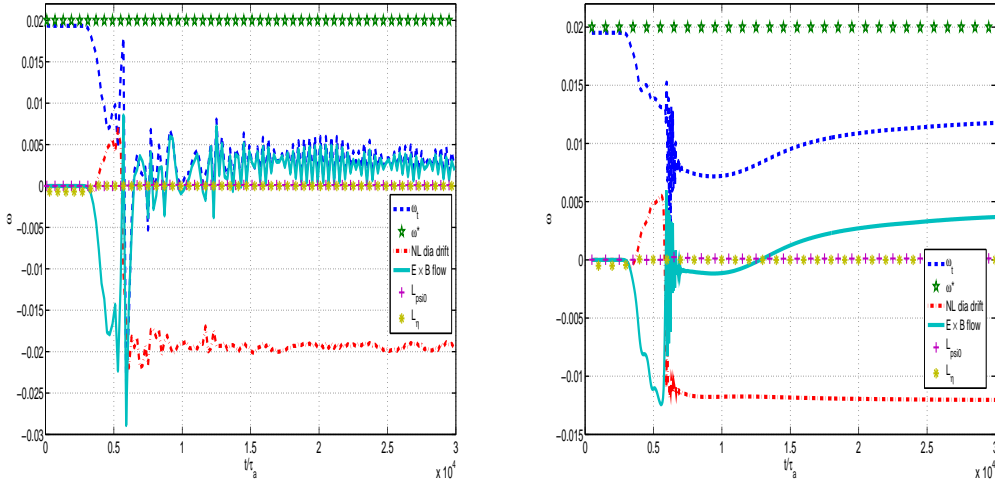 0.02
0.015
0.01
0.005
0
−0.005
−0.01
−0.015
−0.02
−0.025
−0.03
ω
0 0.5 1 1.5 2 2.5 3
t/τa
x 10^4
ωt
ω*
NL dia drift
E × B flow
Lpsi0
Lη
0.02
0.015
0.01
0.005
0
−0.005
−0.01
−0.015
ω
0 0.5 1 1.5 2 2.5 3
t/τa
x 10^4
ωt
ω*
NL dia drift
E × B flow
Lpsi0
Lη